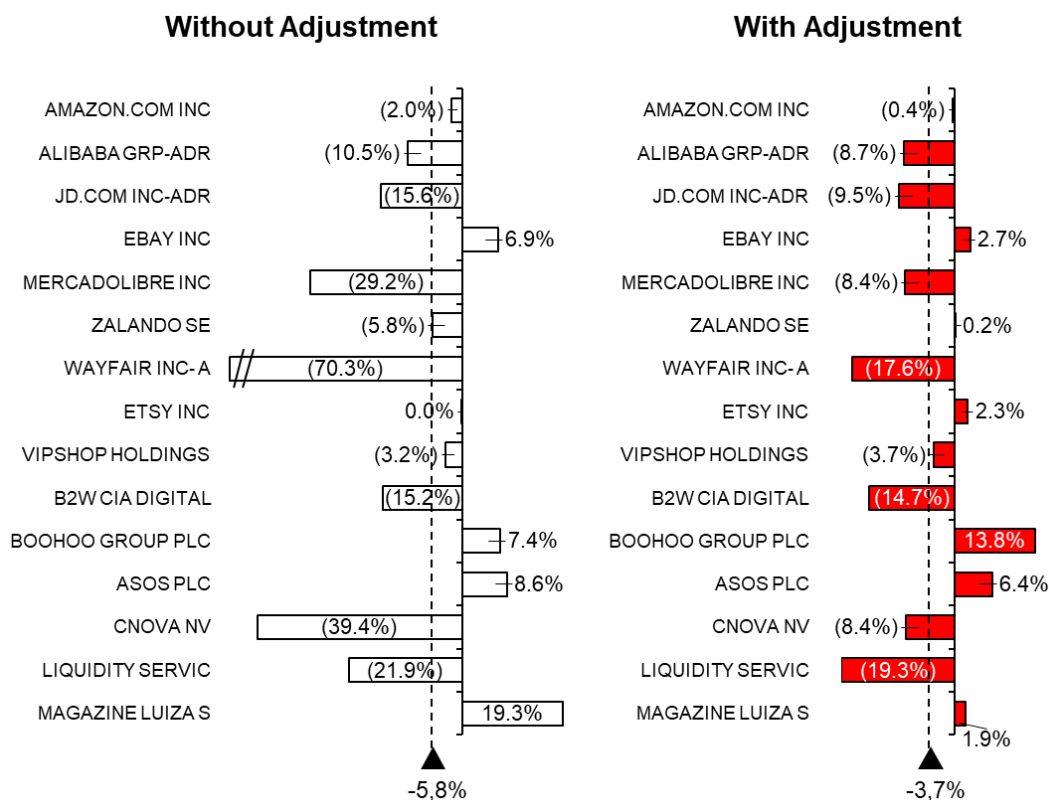 Without Adjustment
AMAZON.COM INC (2.0%)
ALIBABA GRP-ADR (10.5%)
JD.COM INC-ADR (15.6%)
EBAY INC 6.9%
MERCADOLIBRE INC (29.2%)
ZALANDO SE (5.8%)
WAYFAIR INC- A (70.3%)
ETSY INC 0.0%
VIPSHOP HOLDINGS (3.2%)
B2W CIA DIGITAL (15.2%)
BOOHOO GROUP PLC 7.4%
ASOS PLC 8.6%
CNOVA NV (39.4%)
LIQUIDITY SERVIC (21.9%)
MAGAZINE LUIZA S 19.3%
-5,8%
With Adjustment
AMAZON.COM INC (0.4%)
ALIBABA GRP-ADR (8.7%)
JD.COM INC-ADR (9.5%)
EBAY INC 2.7%
MERCADOLIBRE INC (8.4%)
ZALANDO SE 0.2%
WAYFAIR INC- A (17.6%)
ETSY INC 2.3%
VIPSHOP HOLDINGS (3.7%)
B2W CIA DIGITAL (14.7%)
BOOHOO GROUP PLC 13.8%
ASOS PLC 6.4%
CNOVA NV (8.4%)
LIQUIDITY SERVIC (19.3%)
MAGAZINE LUIZA S 1.9%
-3,7%